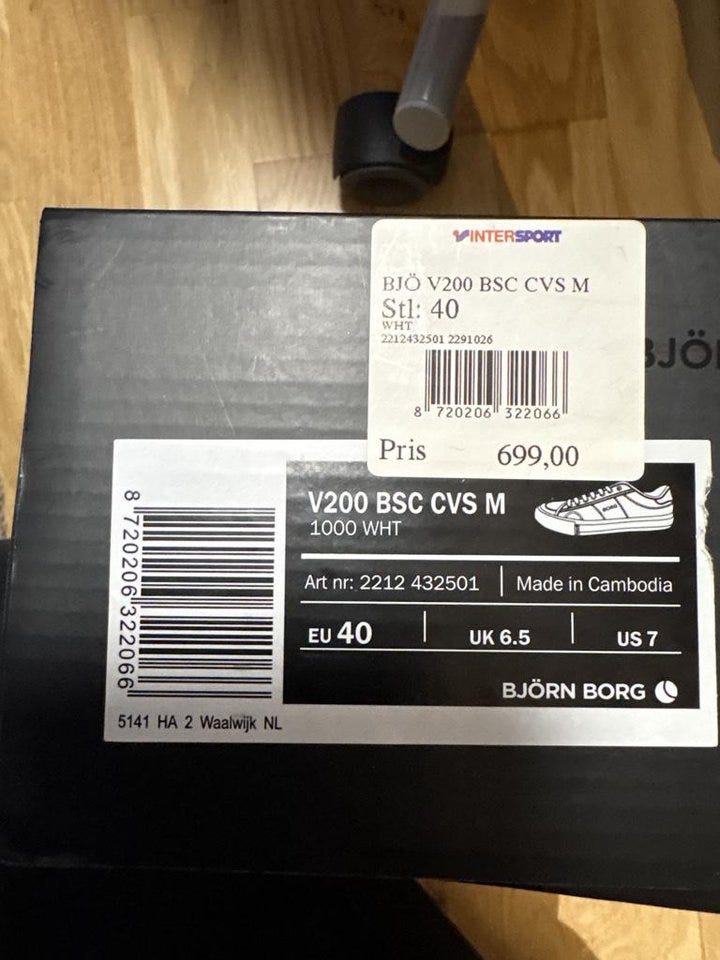 INTERSPORT
BJÖ V200 BSC CVS M
Stl: 40
WHT
2212432501 2291026
8 720206 322066
Pris 699,00
BJÖ
V200 BSC CVS M
1000 WHT
BORG
Art nr: 2212 432501 Made in Cambodia
EU 40 UK 6.5 US 7
BJÖRN BORG
8 720206 322066
5141 HA 2 Waalwijk NL